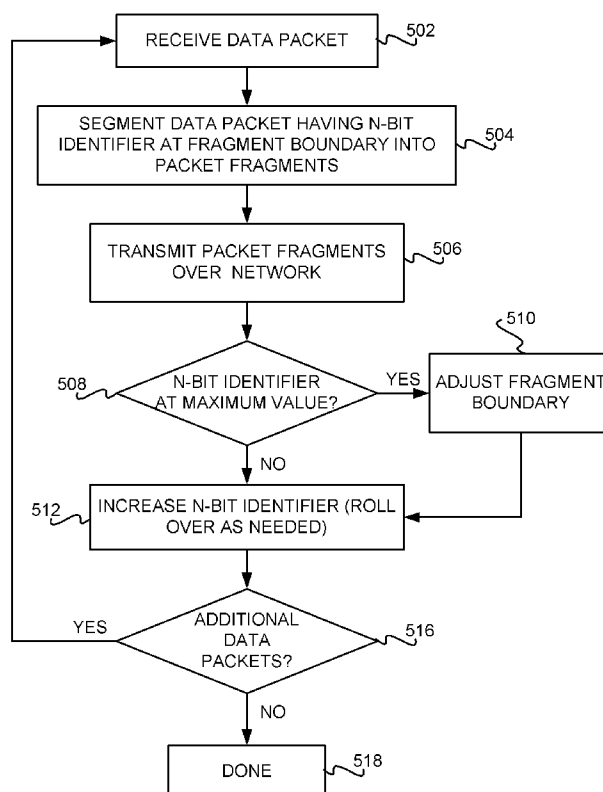 RECEIVE DATA PACKET
502
SEGMENT DATA PACKET HAVING N-BIT
IDENTIFIER AT FRAGMENT BOUNDARY INTO
PACKET FRAGMENTS
504
TRANSMIT PACKET FRAGMENTS
OVER NETWORK
506
508
N-BIT IDENTIFIER
AT MAXIMUM VALUE?
YES
510
ADJUST FRAGMENT
BOUNDARY
NO
512
INCREASE N-BIT IDENTIFIER (ROLL
OVER AS NEEDED)
YES
ADDITIONAL
DATA
PACKETS?
516
NO
DONE
518